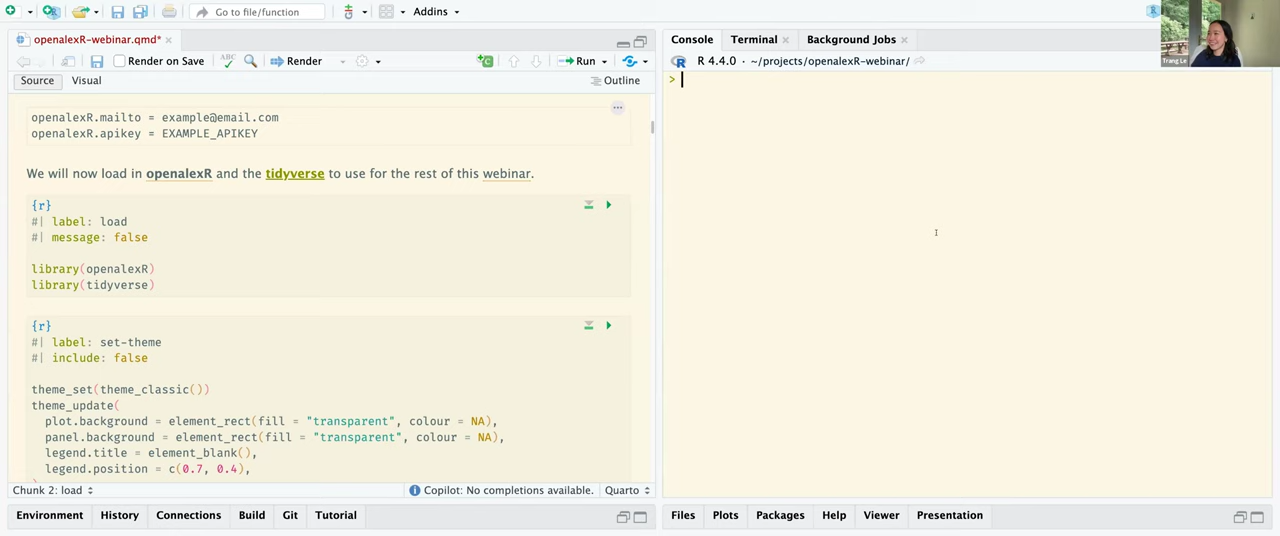 Go to file/function
Addins
openalexR-webinar.qmd*
Render on Save
ABC
Render
Run
Source
Visual
Outline
openalexR.mailto = example@email.com
openalexR.apikey = EXAMPLE_APIKEY
We will now load in openalexR and the tidyverse to use for the rest of this webinar.
{r}
#| label: load
#| message: false
library(openalexR)
library(tidyverse)
{r}
#| label: set-theme
#| include: false
theme_set(theme_classic())
theme_update(
plot.background = element_rect(fill = "transparent", colour = NA),
panel.background = element_rect(fill = "transparent", colour = NA),
legend.title = element_blank(),
legend.position = c(0.7, 0.4),
Chunk 2: load
Copilot: No completions available.
Quarto
Environment
History
Connections
Build
Git
Tutorial
Console
Terminal
Background Jobs
R 4.4.0 · ~/projects/openalexR-webinar/
>
Files
Plots
Packages
Help
Viewer
Presentation
Trang Le